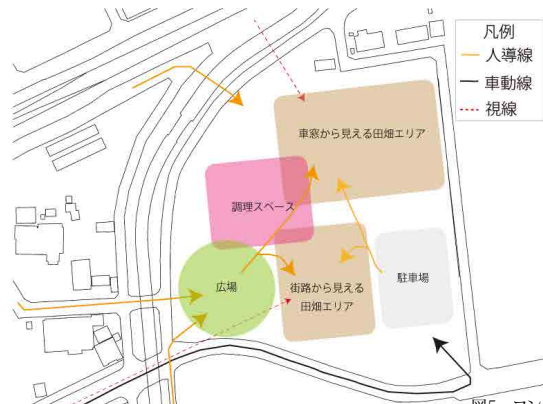 凡例
人導線
車動線
視線
車窓から見える田畑エリア
調理スペース
広場
街路から見える
田畑エリア
駐車場